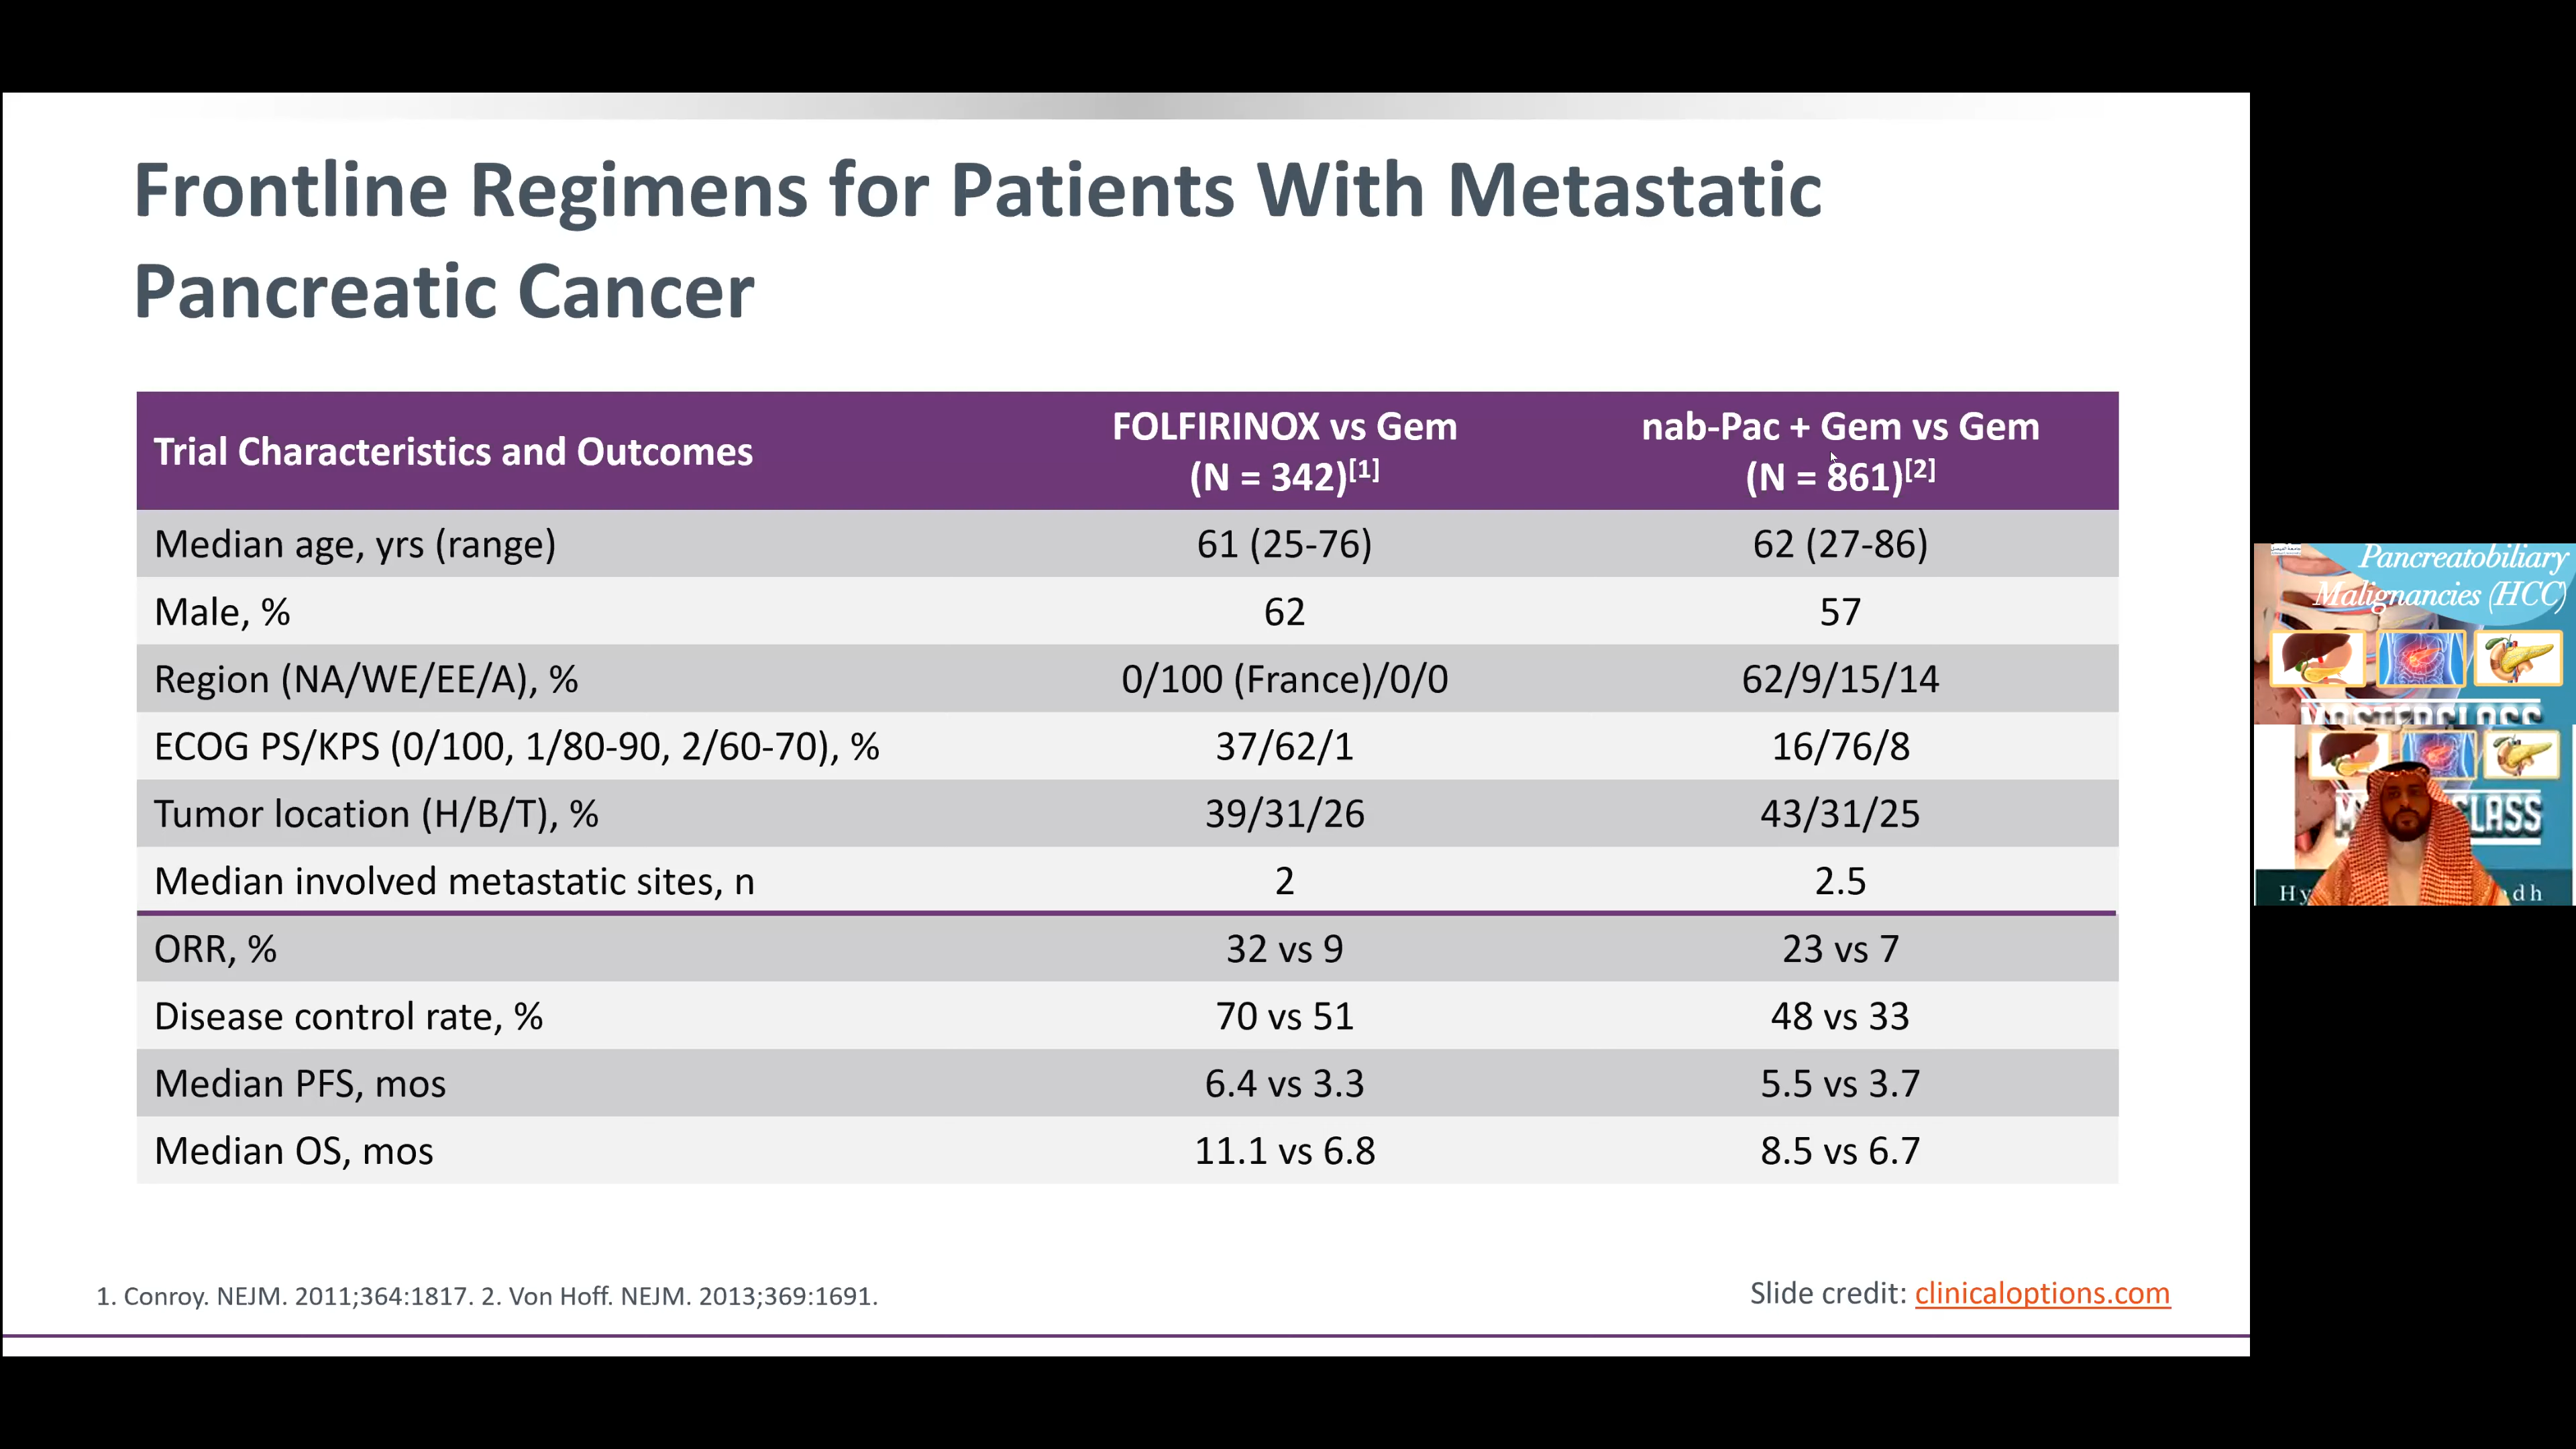 Frontline Regimens for Patients With Metastatic
Pancreatic Cancer
Trial Characteristics and Outcomes
FOLFIRINOX vs Gem
(N = 342)[1]
nab-Pac + Gem vs Gem
(N = 861)[2]
Median age, yrs (range) 61 (25-76) 62 (27-86)
Male, % 62 57
Region (NA/WE/EE/A), % 0/100 (France)/0/0 62/9/15/14
ECOG PS/KPS (0/100, 1/80-90, 2/60-70), % 37/62/1 16/76/8
Tumor location (H/B/T), % 39/31/26 43/31/25
Median involved metastatic sites, n 2 2.5
ORR, % 32 vs 9 23 vs 7
Disease control rate, % 70 vs 51 48 vs 33
Median PFS, mos 6.4 vs 3.3 5.5 vs 3.7
Median OS, mos 11.1 vs 6.8 8.5 vs 6.7
1. Conroy. NEJM. 2011;364:1817. 2. Von Hoff. NEJM. 2013;369:1691.
Slide credit: clinicaloptions.com
Pancreatobiliary
Malignancies (HCC)